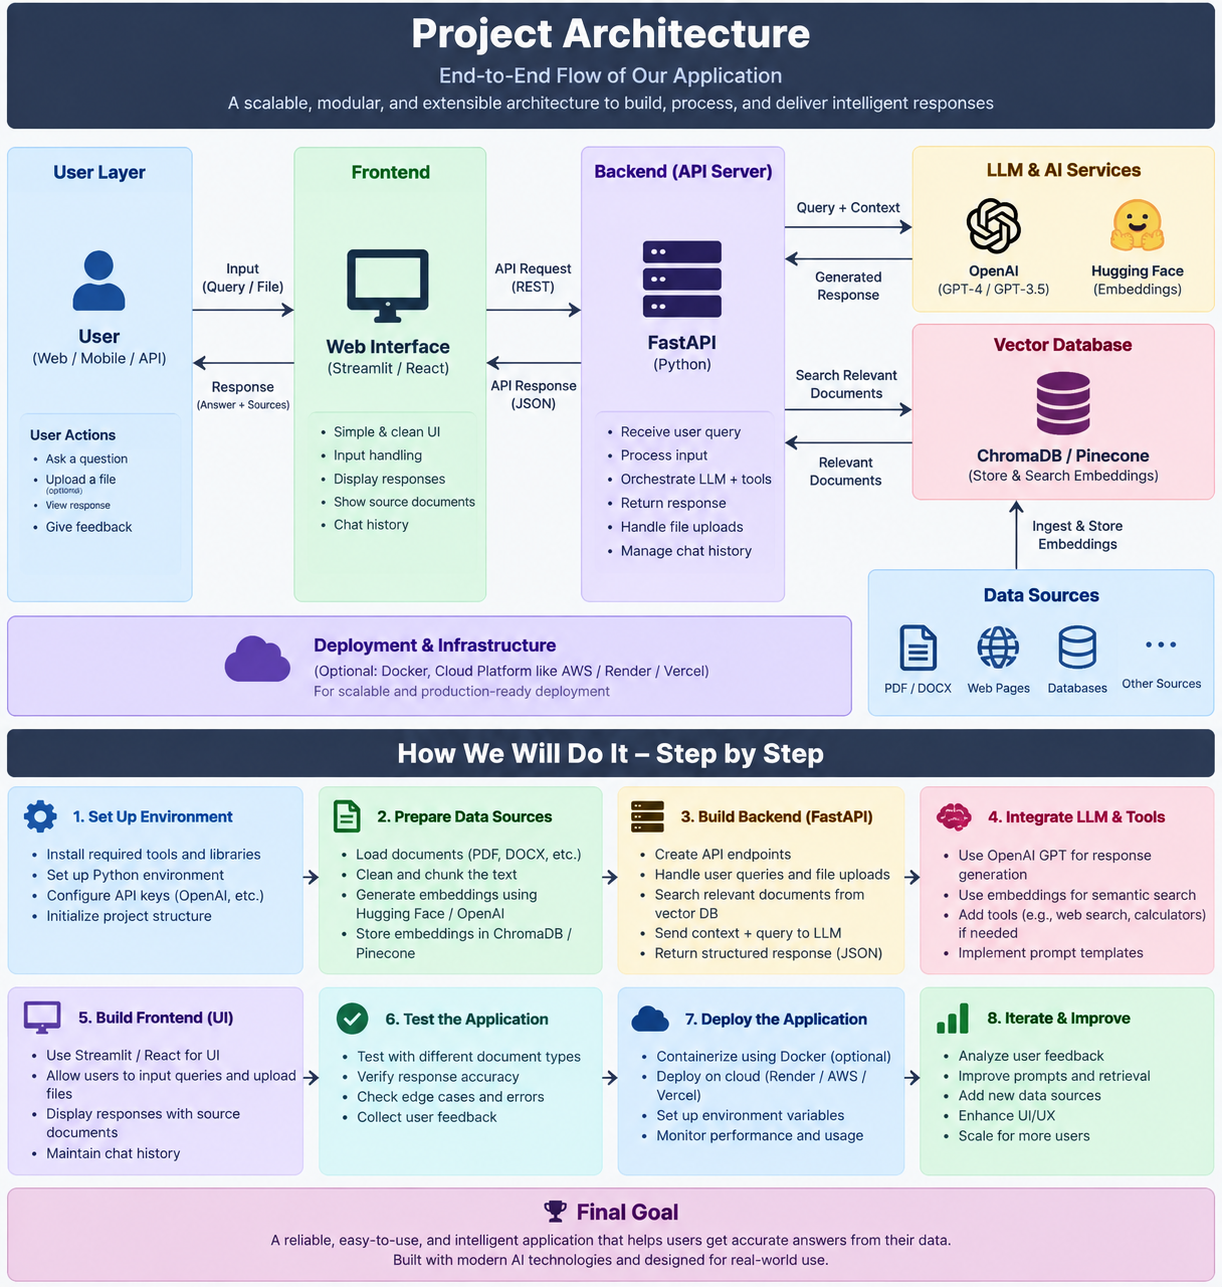 Project Architecture
End-to-End Flow of Our Application
A scalable, modular, and extensible architecture to build, process, and deliver intelligent responses
User Layer
User
(Web / Mobile / API)
User Actions
• Ask a question
• Upload a file
(optional)
• View response
• Give feedback
Input
(Query / File)
Response
(Answer + Sources)
Frontend
Web Interface
(Streamlit / React)
• Simple & clean UI
• Input handling
• Display responses
• Show source documents
• Chat history
API Request
(REST)
API Response
(JSON)
Backend (API Server)
FastAPI
(Python)
• Receive user query
• Process input
• Orchestrate LLM + tools
• Return response
• Handle file uploads
• Manage chat history
Query + Context
Generated
Response
Search Relevant
Documents
Relevant
Documents
LLM & AI Services
OpenAI
(GPT-4 / GPT-3.5)
Hugging Face
(Embeddings)
Vector Database
ChromaDB / Pinecone
(Store & Search Embeddings)
Ingest & Store
Embeddings
Data Sources
PDF / DOCX
Web Pages
Databases
Other Sources
Deployment & Infrastructure
(Optional: Docker, Cloud Platform like AWS / Render / Vercel)
For scalable and production-ready deployment
How We Will Do It – Step by Step
1. Set Up Environment
• Install required tools and libraries
• Set up Python environment
• Configure API keys (OpenAI, etc.)
• Initialize project structure
2. Prepare Data Sources
• Load documents (PDF, DOCX, etc.)
• Clean and chunk the text
• Generate embeddings using
Hugging Face / OpenAI
• Store embeddings in ChromaDB /
Pinecone
3. Build Backend (FastAPI)
• Create API endpoints
• Handle user queries and file uploads
• Search relevant documents from
vector DB
• Send context + query to LLM
• Return structured response (JSON)
4. Integrate LLM & Tools
• Use OpenAI GPT for response
generation
• Use embeddings for semantic search
• Add tools (e.g., web search, calculators)
if needed
• Implement prompt templates
5. Build Frontend (UI)
• Use Streamlit / React for UI
• Allow users to input queries and upload
files
• Display responses with source
documents
• Maintain chat history
6. Test the Application
• Test with different document types
• Verify response accuracy
• Check edge cases and errors
• Collect user feedback
7. Deploy the Application
• Containerize using Docker (optional)
• Deploy on cloud (Render / AWS /
Vercel)
• Set up environment variables
• Monitor performance and usage
8. Iterate & Improve
• Analyze user feedback
• Improve prompts and retrieval
• Add new data sources
• Enhance UI/UX
• Scale for more users
Final Goal
A reliable, easy-to-use, and intelligent application that helps users get accurate answers from their data.
Built with modern AI technologies and designed for real-world use.